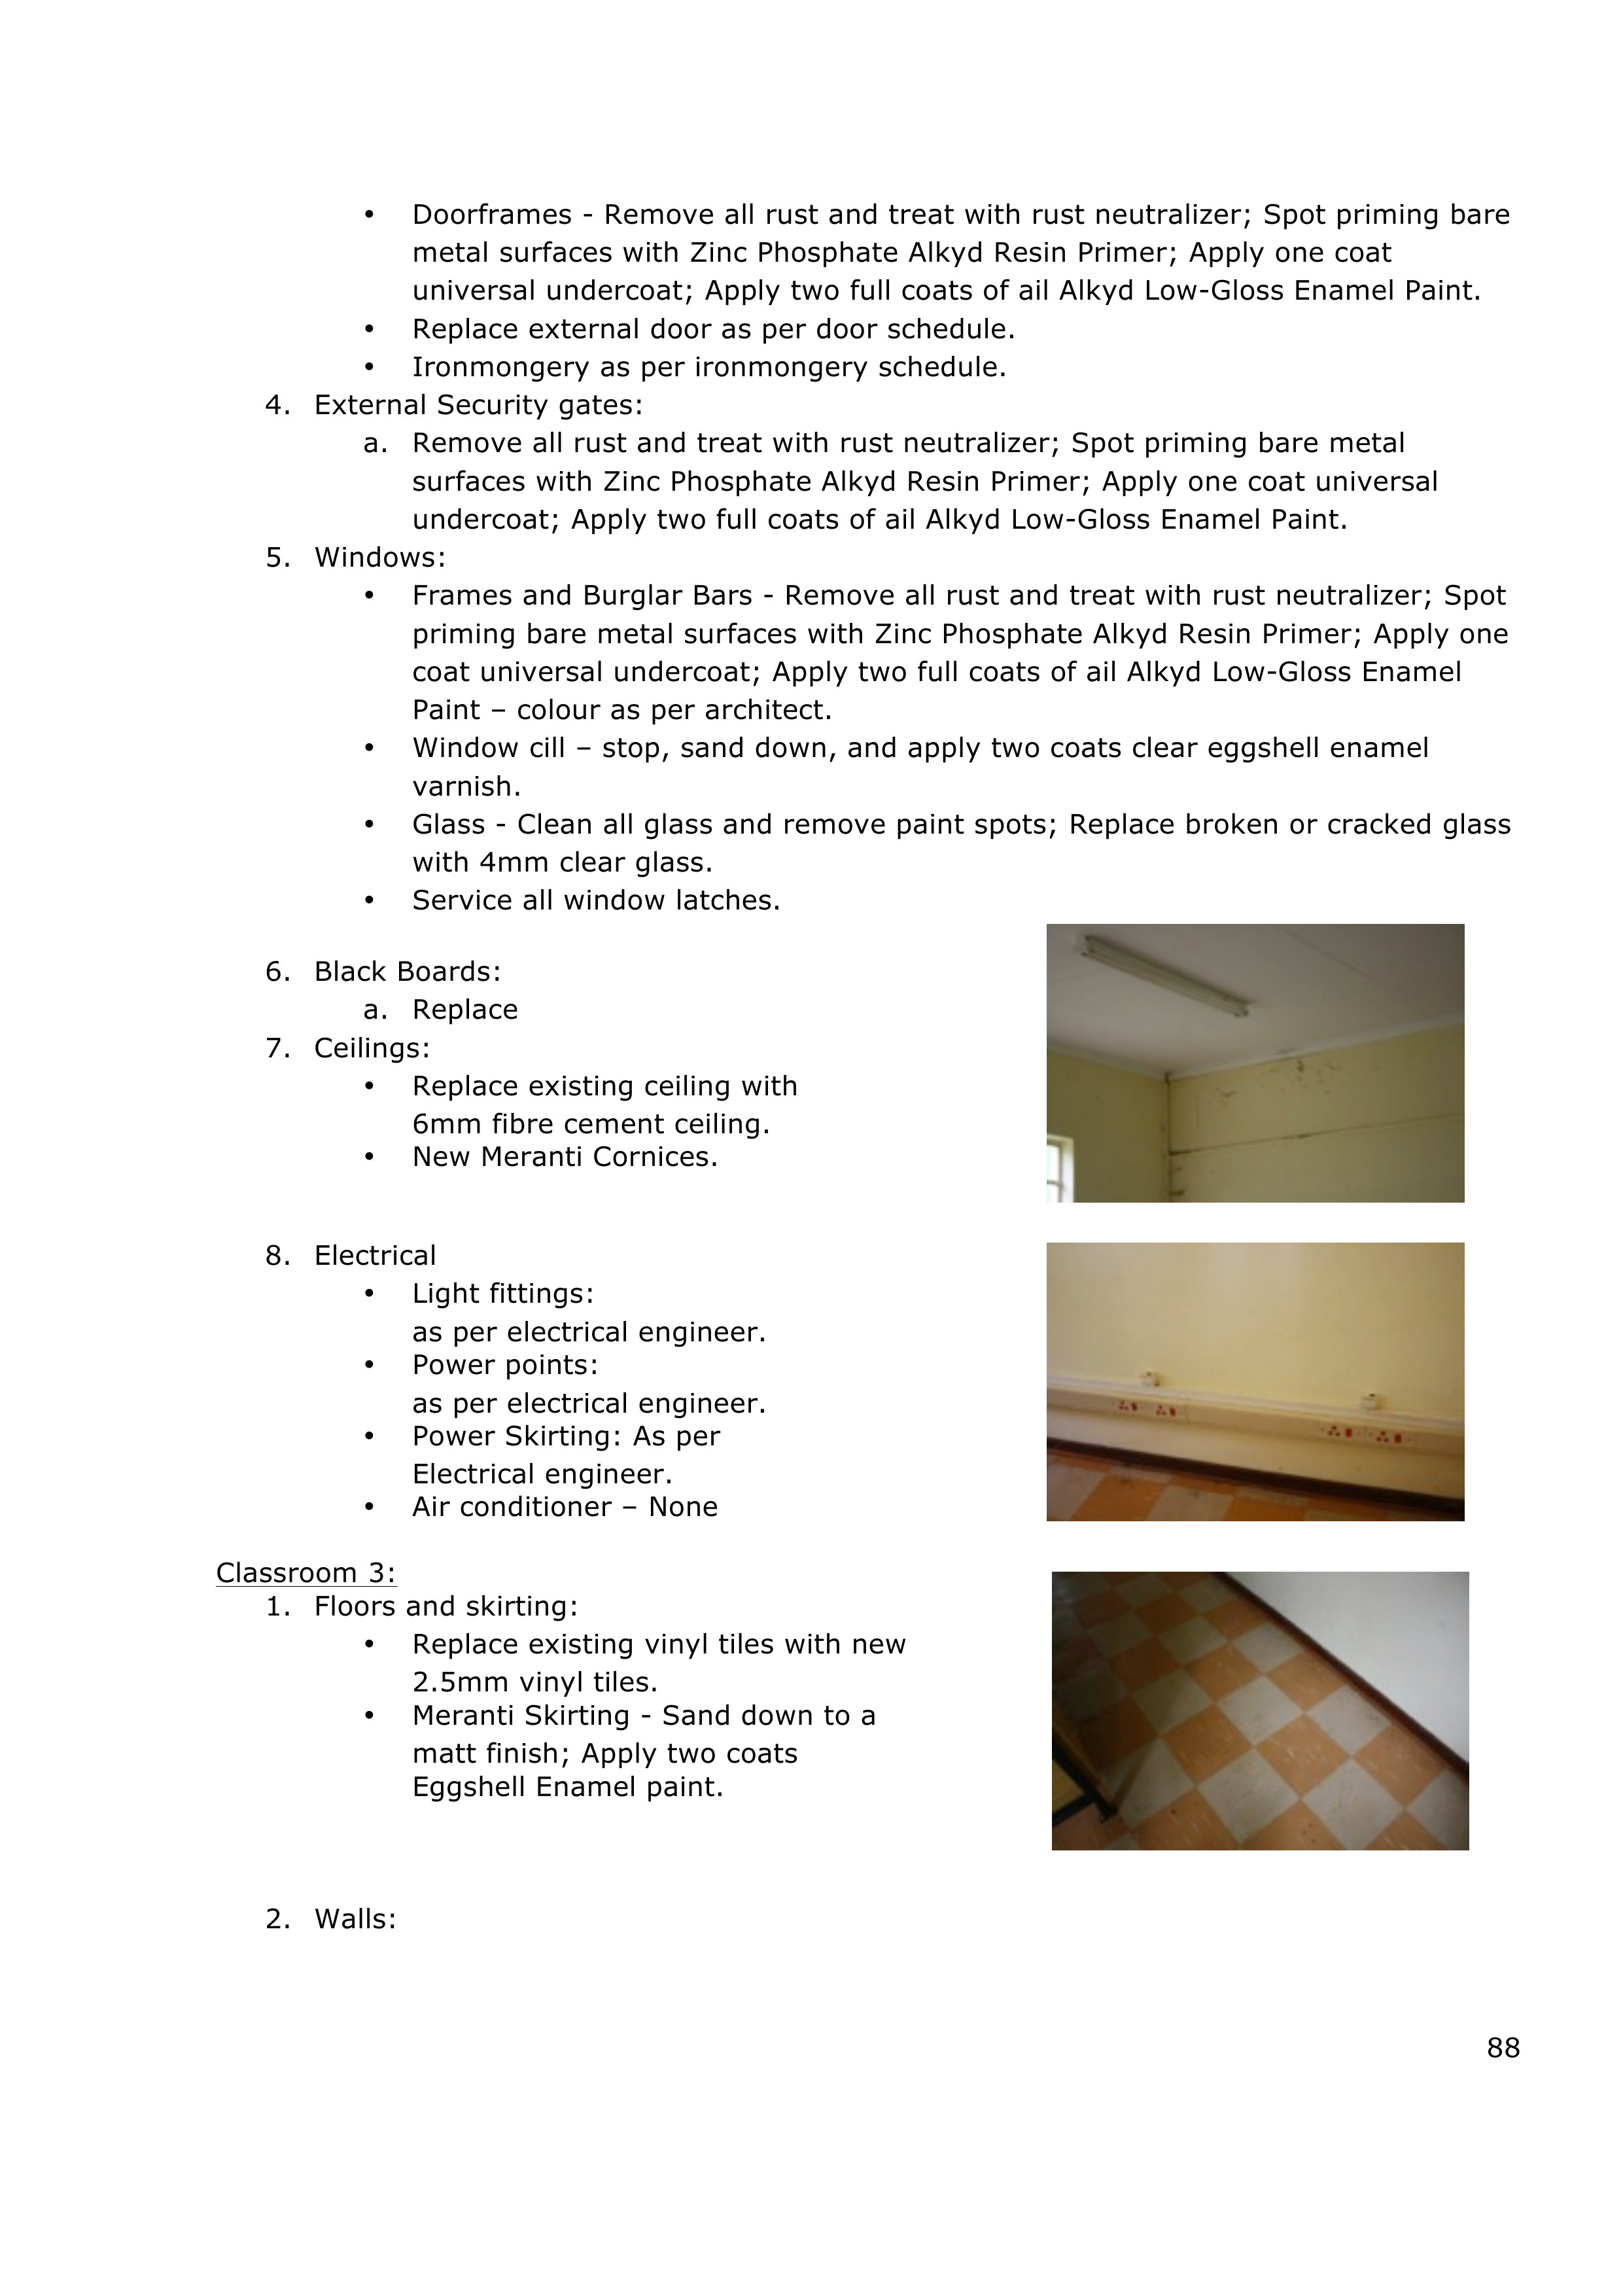 • Doorframes - Remove all rust and treat with rust neutralizer; Spot priming bare
metal surfaces with Zinc Phosphate Alkyd Resin Primer; Apply one coat
universal undercoat; Apply two full coats of ail Alkyd Low-Gloss Enamel Paint.
• Replace external door as per door schedule.
• Ironmongery as per ironmongery schedule.
4. External Security gates:
a. Remove all rust and treat with rust neutralizer; Spot priming bare metal
surfaces with Zinc Phosphate Alkyd Resin Primer; Apply one coat universal
undercoat; Apply two full coats of ail Alkyd Low-Gloss Enamel Paint.
5. Windows:
• Frames and Burglar Bars - Remove all rust and treat with rust neutralizer; Spot
priming bare metal surfaces with Zinc Phosphate Alkyd Resin Primer; Apply one
coat universal undercoat; Apply two full coats of ail Alkyd Low-Gloss Enamel
Paint – colour as per architect.
• Window cill – stop, sand down, and apply two coats clear eggshell enamel
varnish.
• Glass - Clean all glass and remove paint spots; Replace broken or cracked glass
with 4mm clear glass.
• Service all window latches.
6. Black Boards:
a. Replace
7. Ceilings:
• Replace existing ceiling with
6mm fibre cement ceiling.
• New Meranti Cornices.
8. Electrical
• Light fittings:
as per electrical engineer.
• Power points:
as per electrical engineer.
• Power Skirting: As per
Electrical engineer.
• Air conditioner – None
Classroom 3:
1. Floors and skirting:
• Replace existing vinyl tiles with new
2.5mm vinyl tiles.
• Meranti Skirting - Sand down to a
matt finish; Apply two coats
Eggshell Enamel paint.
2. Walls:
88